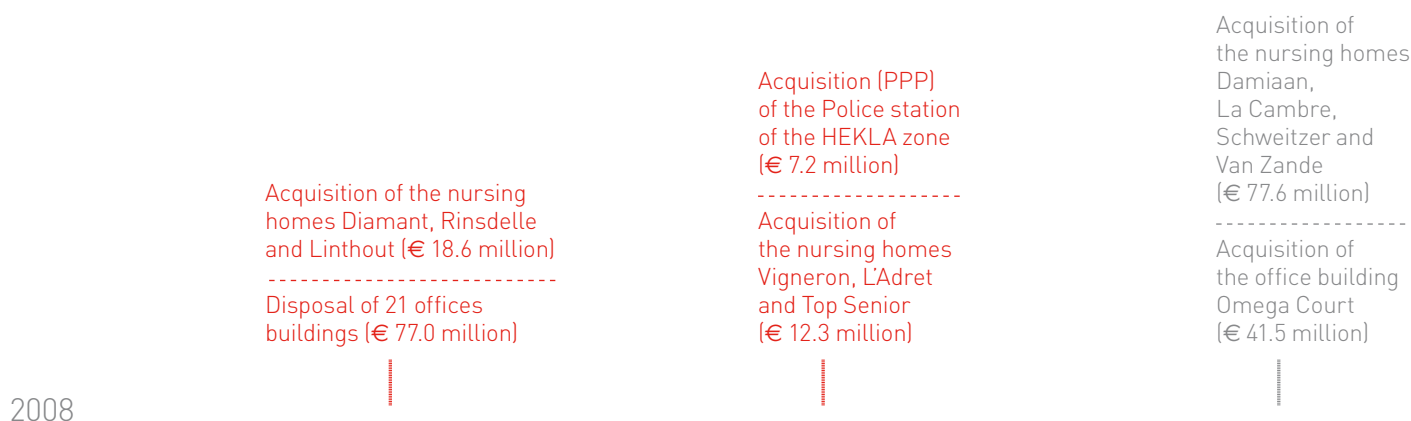 Acquisition of the nursing
homes Diamant, Rinsdelle
and Linthout (€ 18.6 million)
Disposal of 21 offices
buildings (€ 77.0 million)
Acquisition (PPP)
of the Police station
of the HEKLA zone
(€ 7.2 million)
Acquisition of
the nursing homes
Vigneron, L'Adret
and Top Senior
(€ 12.3 million)
Acquisition of
the nursing homes
Damiaan,
La Cambre,
Schweitzer and
Van Zande
(€ 77.6 million)
Acquisition of
the office building
Omega Court
(€ 41.5 million)
2008